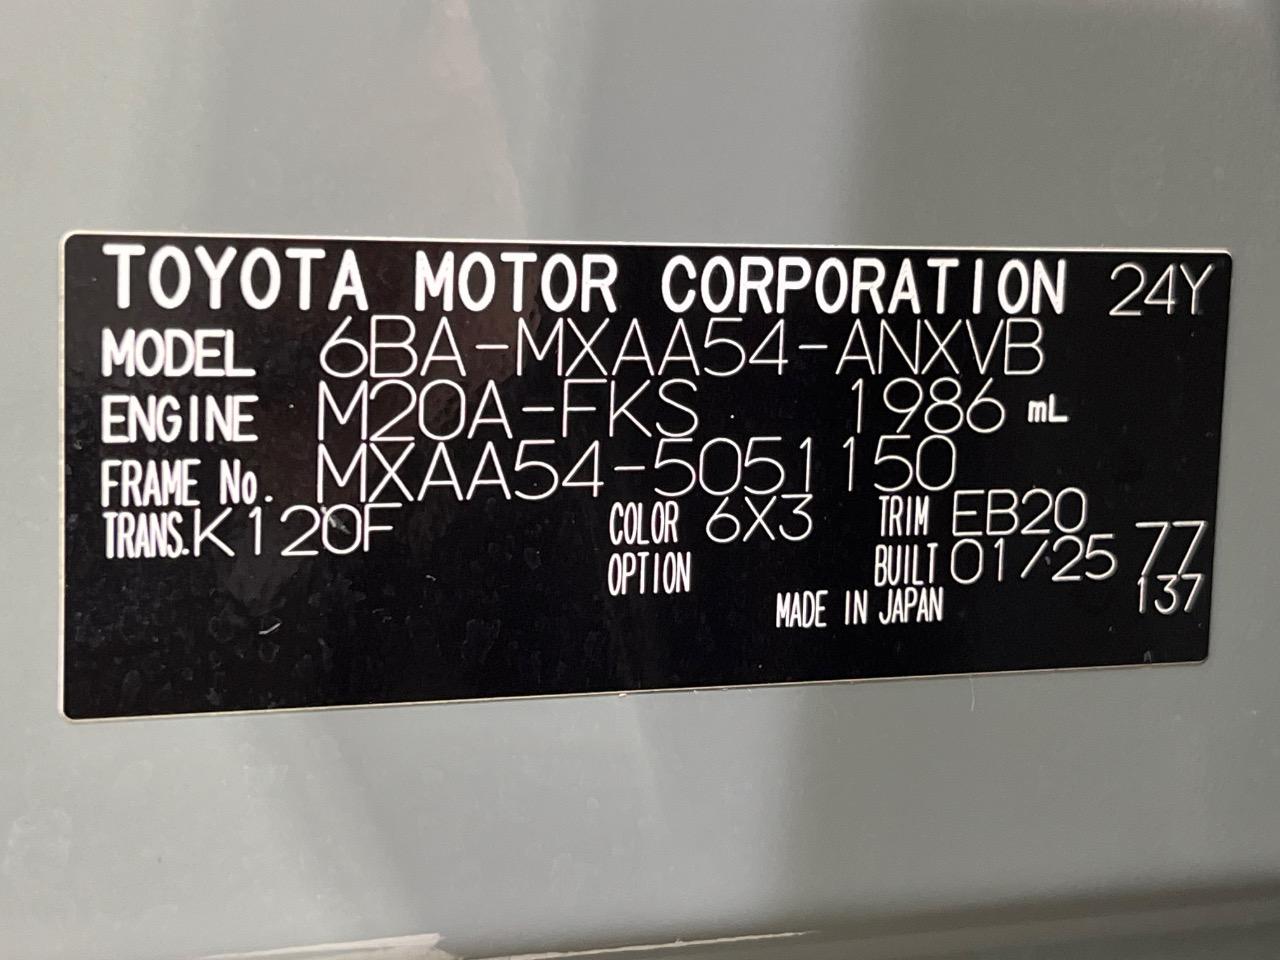 TOYOTA MOTOR CORPORATION 24Y
MODEL 6BA-MXAA54-ANXVB
ENGINE M20A-FKS 1986 mL
FRAME No. MXAA54-5051150
TRANS. K120F COLOR 6X3 TRIM EB20
OPTION BUILT 01/25 77
MADE IN JAPAN 137